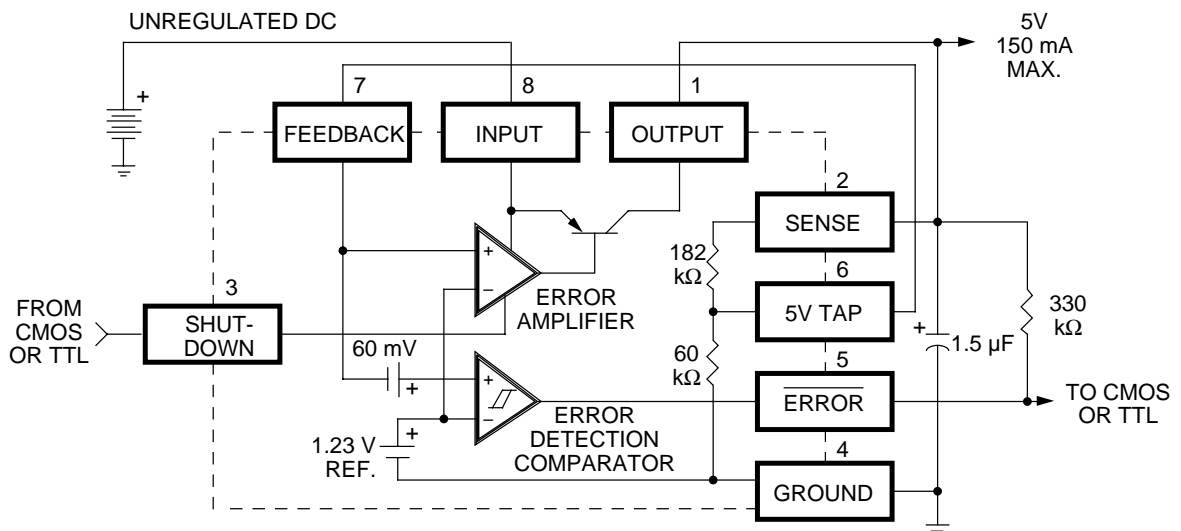 UNREGULATED DC
5V
150 mA
MAX.
7
8
1
FEEDBACK
INPUT
OUTPUT
2
SENSE
182
kΩ
6
5V TAP
330
kΩ
3
FROM
CMOS
OR TTL
SHUT-
DOWN
+
−
ERROR
AMPLIFIER
60 mV
+
+
−
60
kΩ
+
1.5 µF
5
ERROR
TO CMOS
OR TTL
ERROR
DETECTION
COMPARATOR
+
1.23 V
REF.
4
GROUND
+